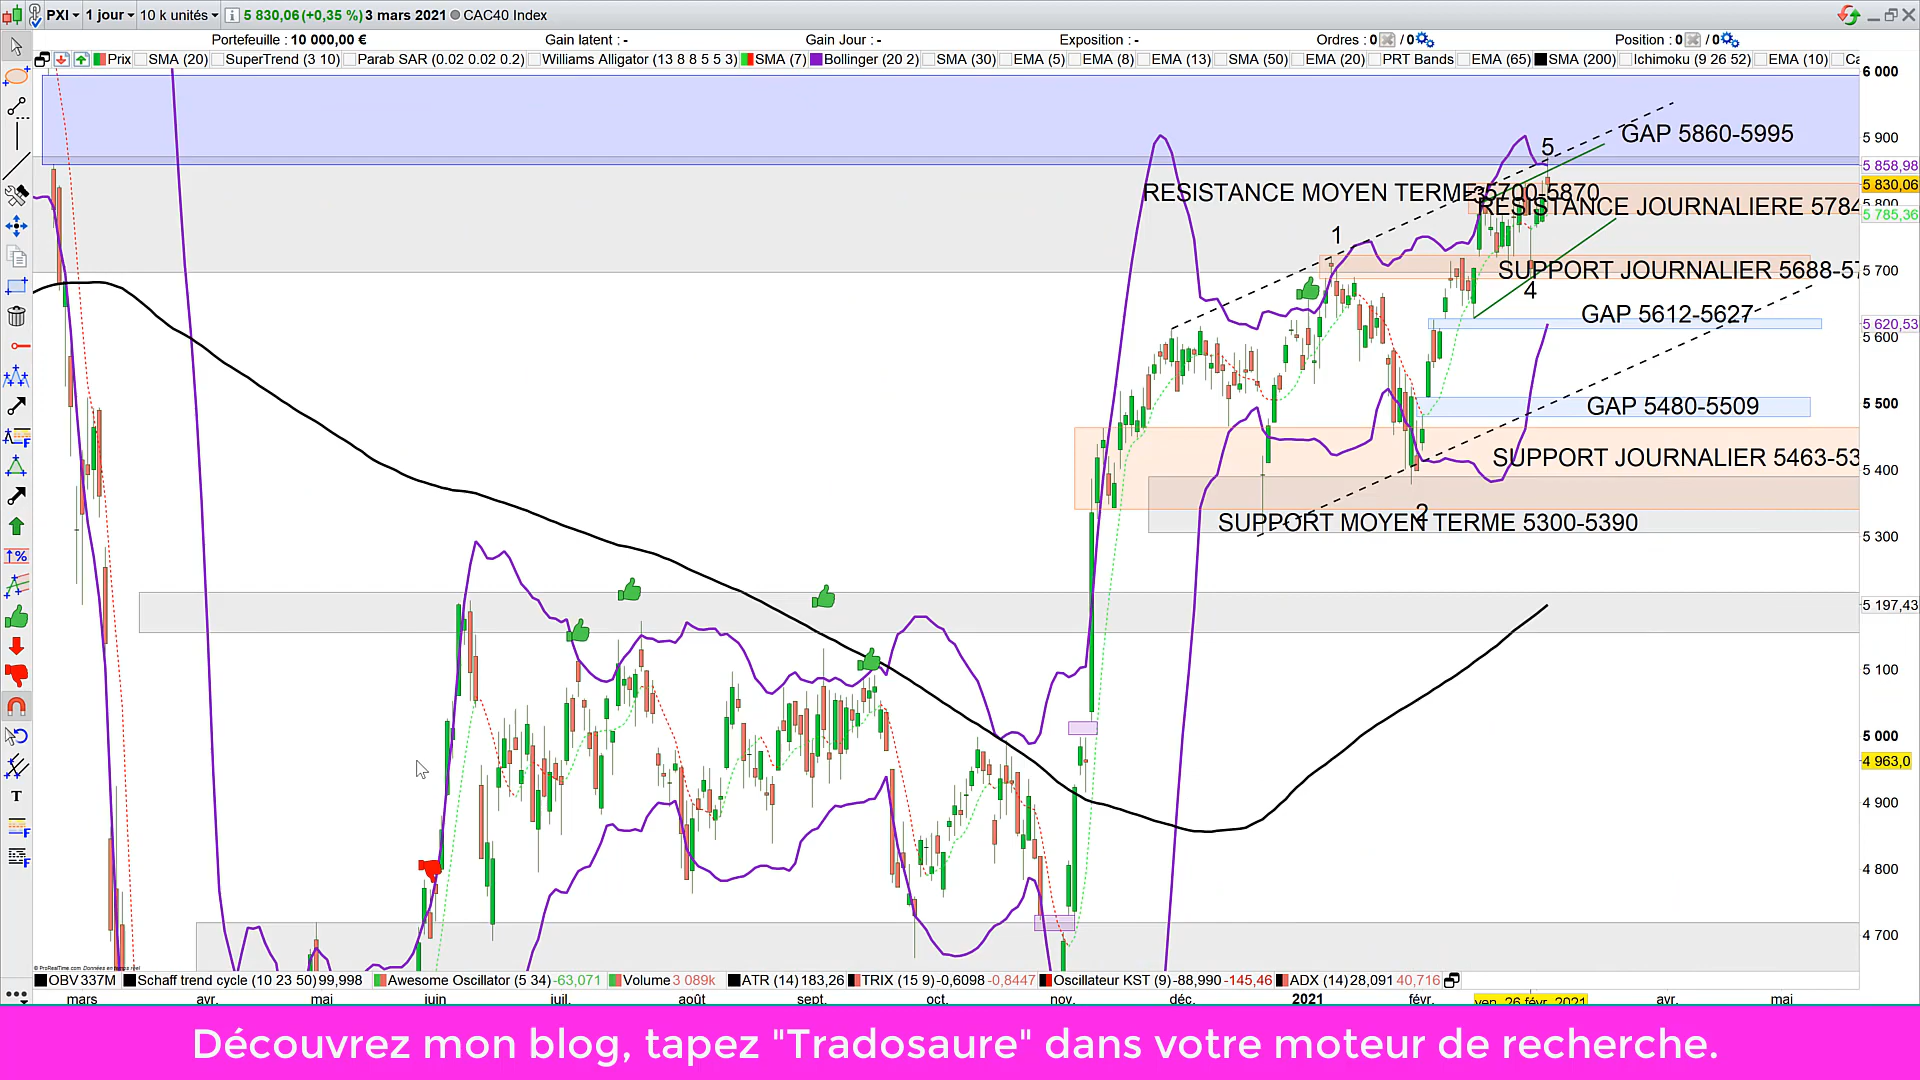 PXI 1 jour 10 k unités 5 830,06 (+0,35 %) 3 mars 2021 CAC40 Index
Portefeuille : 10 000,00 € Gain latent : - Gain Jour : - Exposition : - Ordres : 0 / 0 Position : 0 / 0
Prix SMA (20) SuperTrend (3 10) Parab SAR (0.02 0.02 0.2) Williams Alligator (13 8 8 5 5 3) SMA (7) Bollinger (20 2) SMA (30) EMA (5) EMA (8) EMA (13) SMA (50) EMA (20) PRT Bands EMA (65) SMA (200) Ichimoku (9 26 52) EMA (10) Ca
6 000
GAP 5860-5995
5 900
5
5 858,98
5 830,06
RESISTANCE MOYEN TERME 5700-5870
3
5 800
RESISTANCE JOURNALIERE 5784
5 785,36
1
SUPPORT JOURNALIER 5688-57
5 700
4
GAP 5612-5627
5 620,53
5 600
GAP 5480-5509
5 500
SUPPORT JOURNALIER 5463-53
5 400
2
SUPPORT MOYEN TERME 5300-5390
5 300
5 197,43
5 100
5 000
4 963,0
4 900
4 800
4 700
© ProRealTime.com Données en temps réel
OBV 337M Schaff trend cycle (10 23 50) 99,998 Awesome Oscillator (5 34) -63,071 Volume 3 089k ATR (14) 183,26 TRIX (15 9) -0,6098 -0,8447 Oscillateur KST (9) -88,990 -145,46 ADX (14) 28,091 40,716
mars avr. mai juin juil. août sept. oct. nov. déc. 2021 févr. ven. 26 févr. 2021 avr. mai
Découvrez mon blog, tapez "Tradosaure" dans votre moteur de recherche.